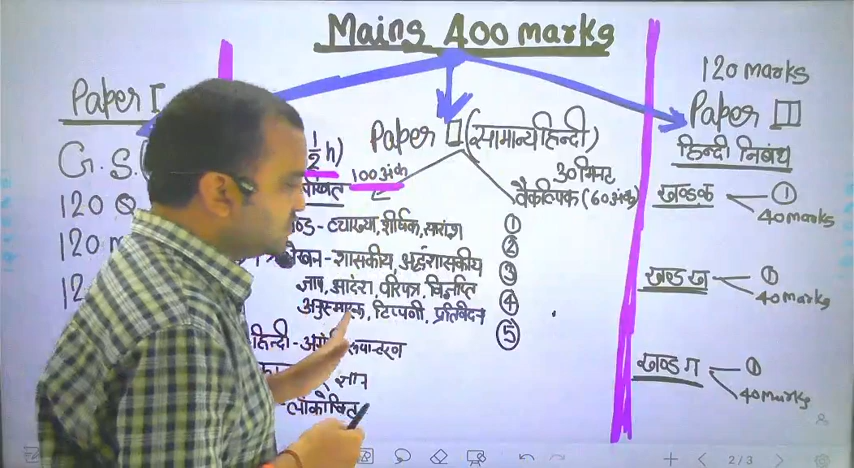 Mains 400 marks
Paper I
G.S.
120 Q
120 m
12
1/2 h)
Paper II (सामान्य हिन्दी)
100 अंक
30 मिनट
वैकल्पिक (60 अंक)
व्याख्या, शीर्षक, सारांश
लेखन - शासकीय, अर्द्धशासकीय
ज्ञाप, आदेश, परिपत्र, विज्ञप्ति
अनुस्मारक, टिप्पणी, प्रतिवेदन
हिन्दी -
ज्ञान
- लोकोक्ति
①
②
③
④
⑤
120 marks
Paper III
हिन्दी निबंध
खण्ड क ①
40 marks
खण्ड ख ①
40 marks
खण्ड ग ①
40 marks
2/3